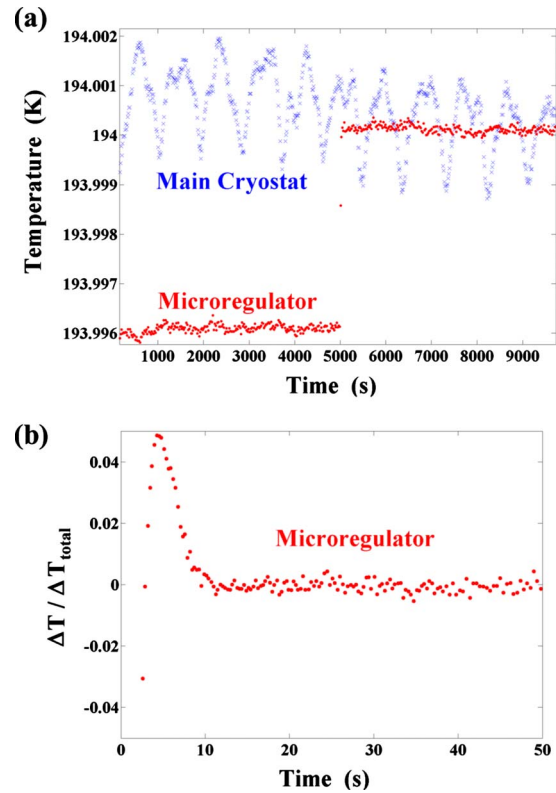 (a)
Temperature (K)
194.002
194.001
194
193.999
193.998
193.997
193.996
Main Cryostat
Microregulator
1000 2000 3000 4000 5000 6000 7000 8000 9000
Time (s)
(b)
ΔT / ΔT_total
0.04
0.02
0
-0.02
-0.04
Microregulator
0 10 20 30 40 50
Time (s)